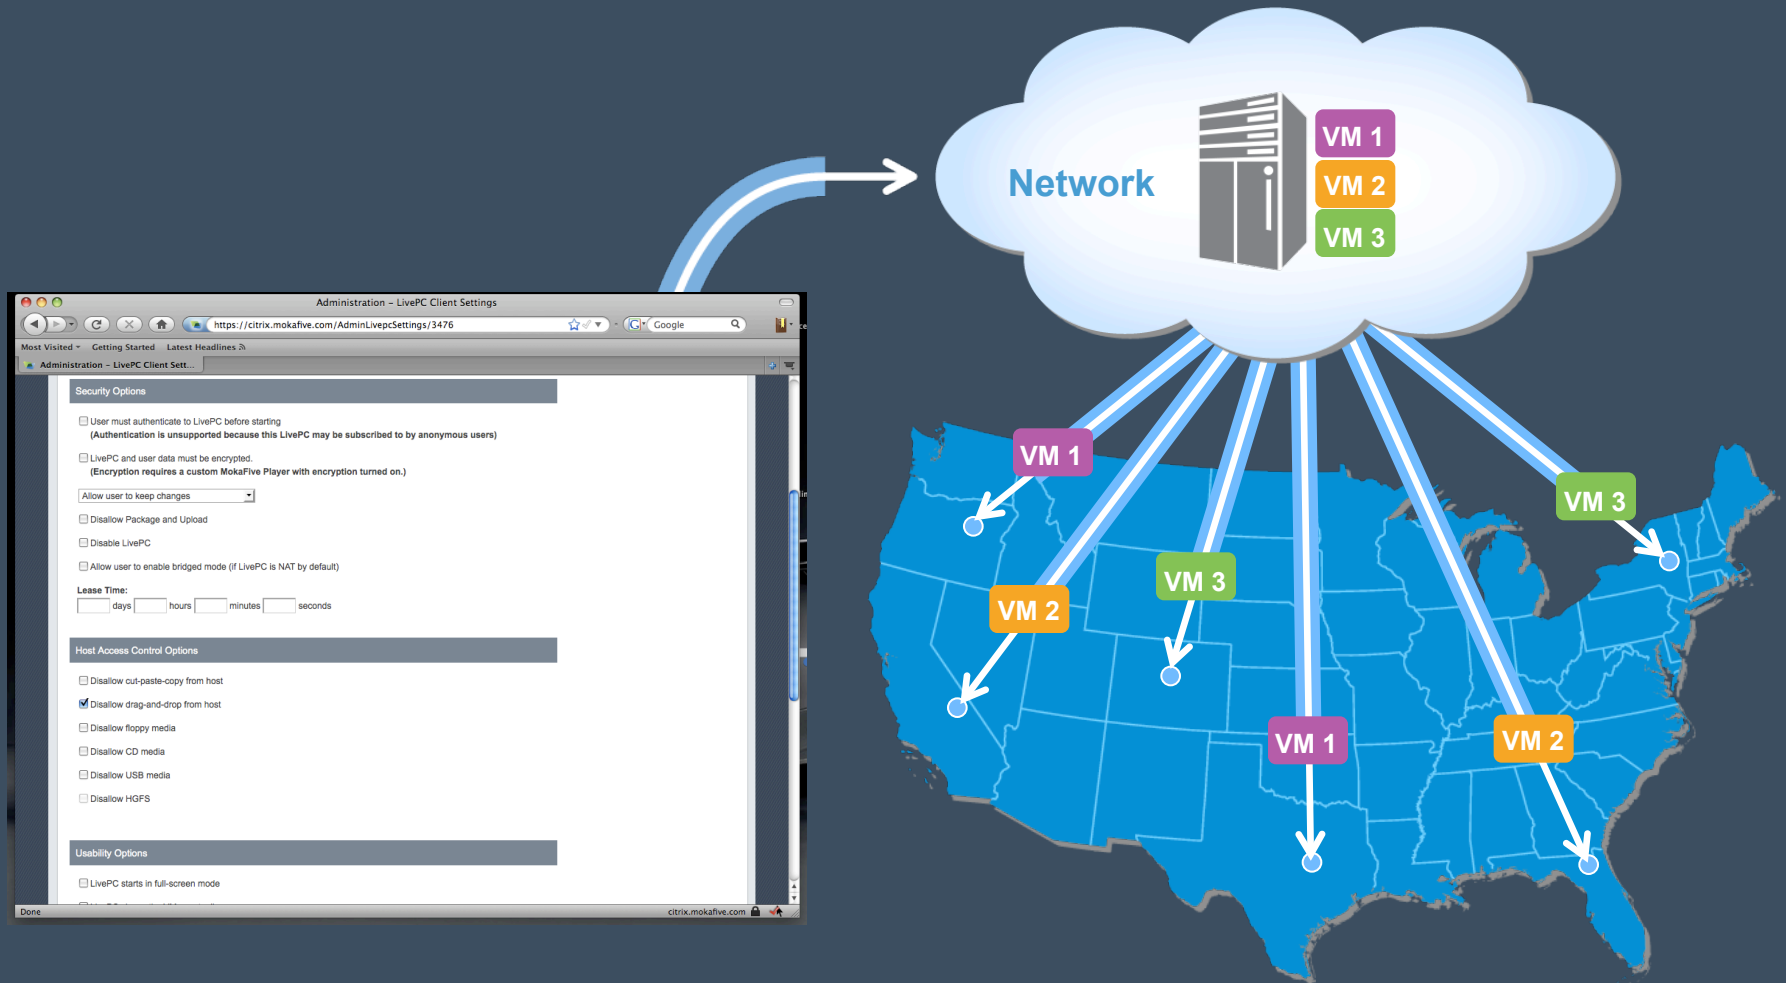 Network
VM 1
VM 2
VM 3
Administration – LivePC Client Settings
https://citrix.mokafive.com/AdminLivepcSettings/3476
Google
Most Visited
Getting Started
Latest Headlines
Administration – LivePC Client Sett...
Security Options
User must authenticate to LivePC before starting
(Authentication is unsupported because this LivePC may be subscribed to by anonymous users)
LivePC and user data must be encrypted.
(Encryption requires a custom MokaFive Player with encryption turned on.)
Allow user to keep changes
Disallow Package and Upload
Disable LivePC
Allow user to enable bridged mode (if LivePC is NAT by default)
Lease Time:
days hours minutes seconds
Host Access Control Options
Disallow cut-paste-copy from host
Disallow drag-and-drop from host
Disallow floppy media
Disallow CD media
Disallow USB media
Disallow HGFS
Usability Options
LivePC starts in full-screen mode
Done
citrix.mokafive.com
VM 1
VM 3
VM 3
VM 2
VM 1
VM 2